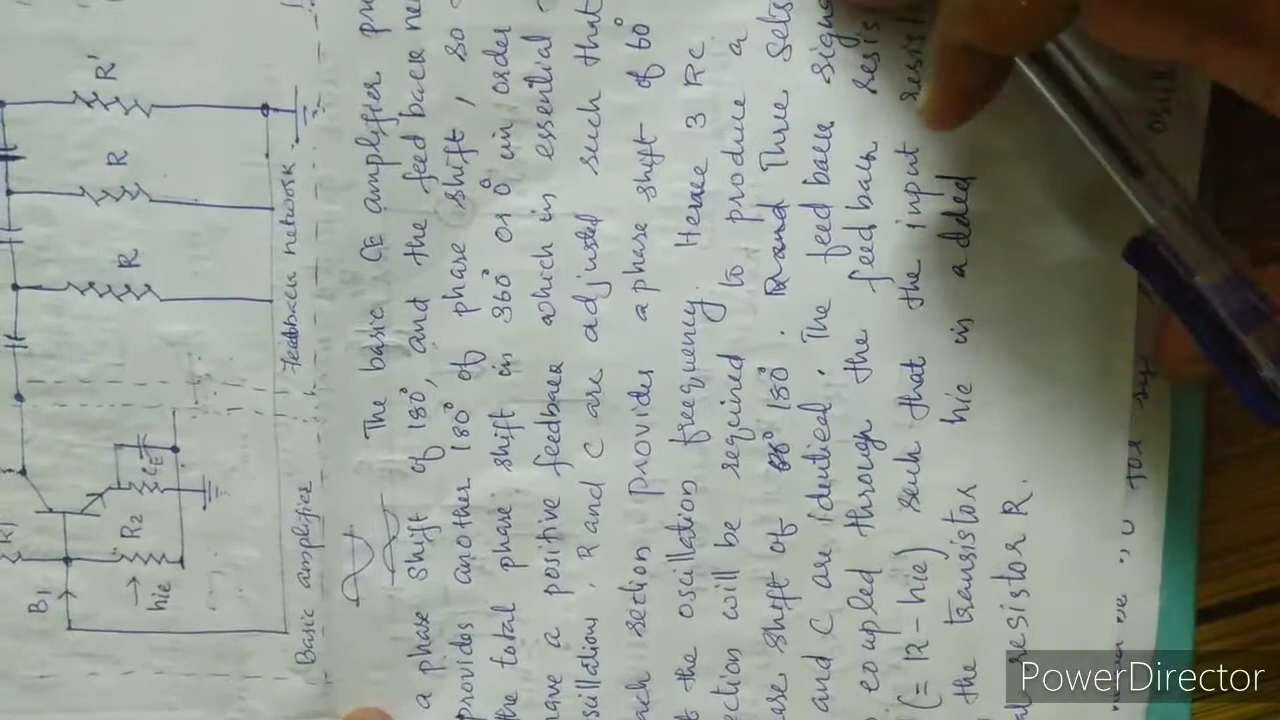 R1
B1
R2
CE
→
hie
R
R
R'
Basic amplifier
feedback network
The basic CE amplifier
a phase shift of 180°, and the feed back
provides another 180° of phase shift, so
the total phase shift is 360° or 0° in order
have a positive feedback which is essential
R and C are adjusted such that
section provides a phase shift of 60°
the oscillation frequency. Hence 3 RC
will be required to produce a
shift of 180°. R and Three sets
and C are identical. The feed back
coupled through the feed back
(= R' - hie) such that the input
the transistor hie is added
resistor R.
PowerDirector